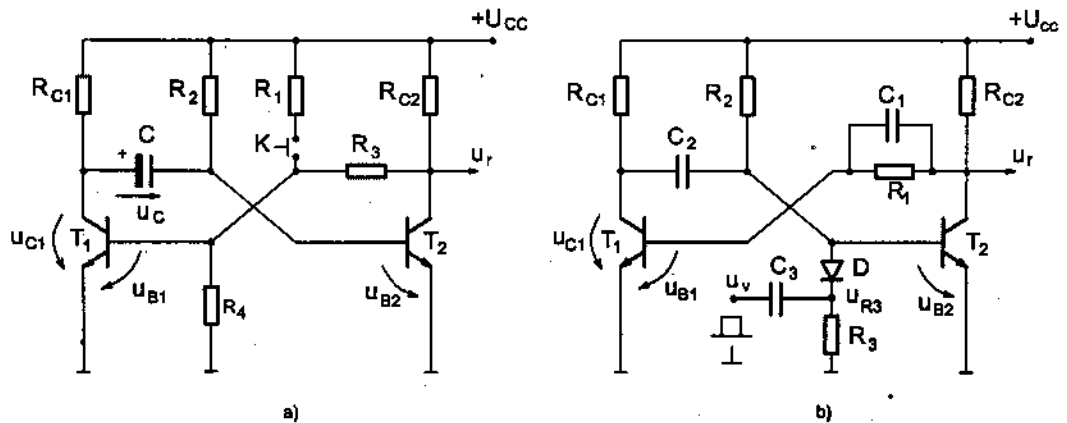 +U_CC
R_C1
R_2
R_1
R_C2
C
K
R_3
+
u_r
u_C
u_C1
T_1
T_2
u_B1
u_B2
R_4
a)
+U_CC
R_C1
R_2
C_1
R_C2
C_2
u_r
R_1
u_C1
T_1
T_2
u_B1
C_3
D
u_v
u_R3
u_B2
R_3
b)